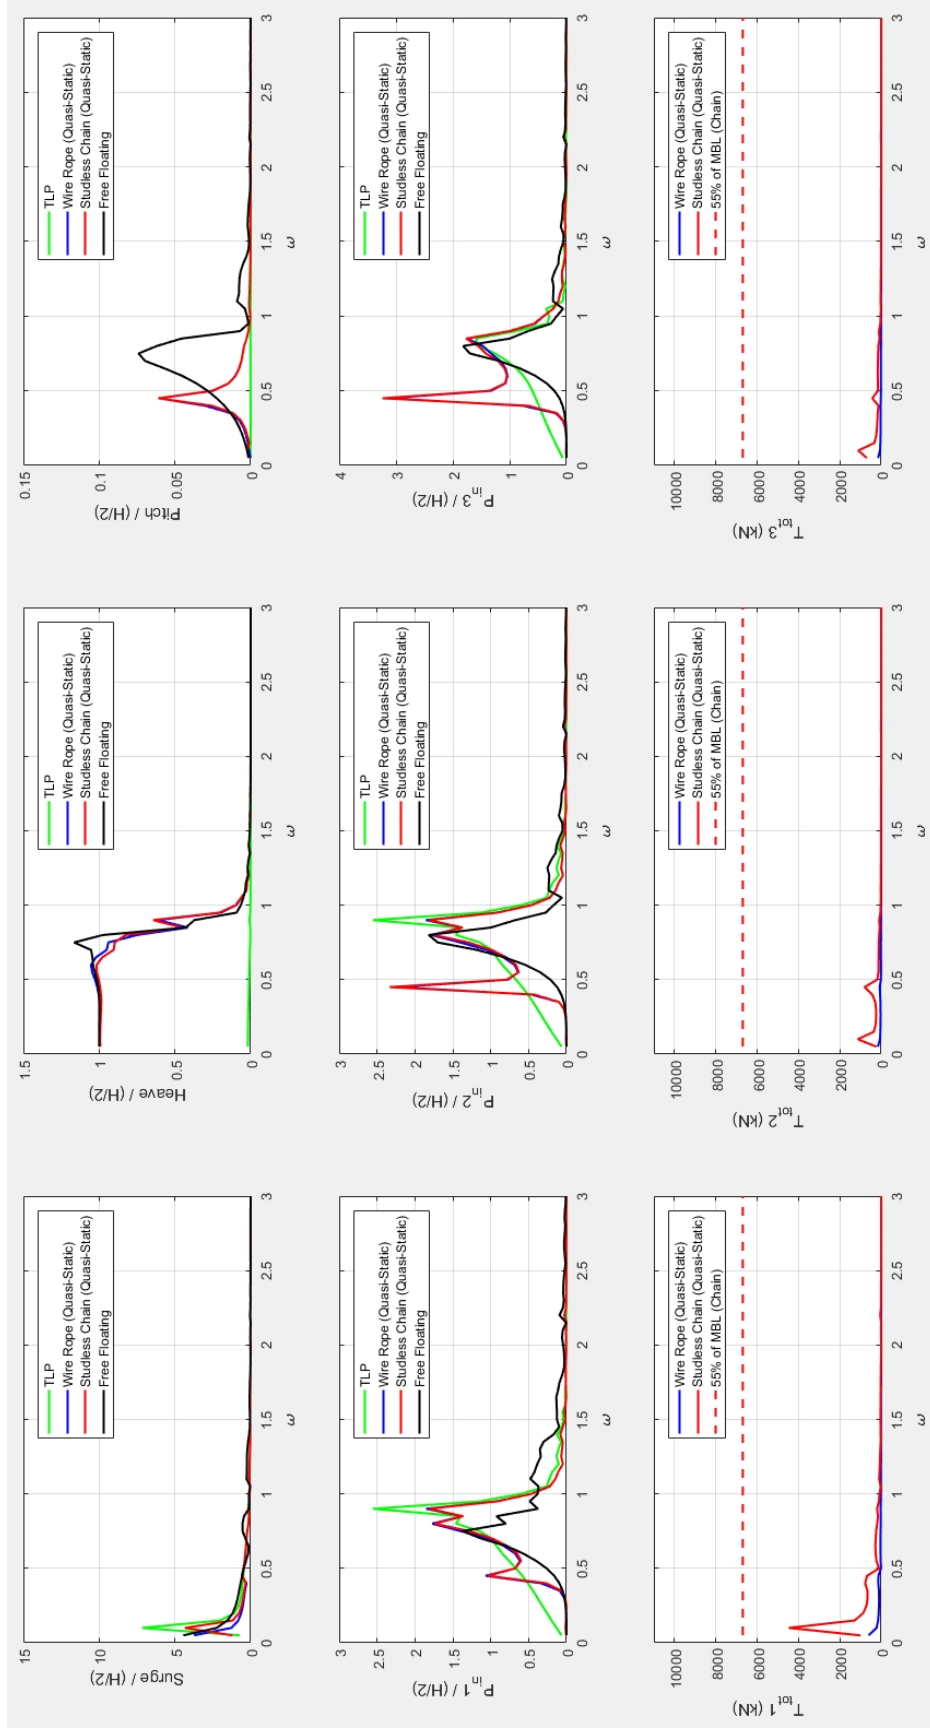 15
10
5
0
Surge / (H/2)
TLP
Wire Rope (Quasi-Static)
Studless Chain (Quasi-Static)
Free Floating
0 0.5 1 1.5 2 2.5 3
ω
1.5
1
0.5
0
Heave / (H/2)
TLP
Wire Rope (Quasi-Static)
Studless Chain (Quasi-Static)
Free Floating
0 0.5 1 1.5 2 2.5 3
ω
0.15
0.1
0.05
0
Pitch / (H/2)
TLP
Wire Rope (Quasi-Static)
Studless Chain (Quasi-Static)
Free Floating
0 0.5 1 1.5 2 2.5 3
ω
3
2.5
2
1.5
1
0.5
0
P_in1 / (H/2)
TLP
Wire Rope (Quasi-Static)
Studless Chain (Quasi-Static)
Free Floating
0 0.5 1 1.5 2 2.5 3
ω
3
2.5
2
1.5
1
0.5
0
P_in2 / (H/2)
TLP
Wire Rope (Quasi-Static)
Studless Chain (Quasi-Static)
Free Floating
0 0.5 1 1.5 2 2.5 3
ω
4
3
2
1
0
P_in3 / (H/2)
TLP
Wire Rope (Quasi-Static)
Studless Chain (Quasi-Static)
Free Floating
0 0.5 1 1.5 2 2.5 3
ω
10000
8000
6000
4000
2000
0
T_tot1 (kN)
Wire Rope (Quasi-Static)
Studless Chain (Quasi-Static)
55% of MBL (Chain)
0 0.5 1 1.5 2 2.5 3
ω
10000
8000
6000
4000
2000
0
T_tot2 (kN)
Wire Rope (Quasi-Static)
Studless Chain (Quasi-Static)
55% of MBL (Chain)
0 0.5 1 1.5 2 2.5 3
ω
10000
8000
6000
4000
2000
0
T_tot3 (kN)
Wire Rope (Quasi-Static)
Studless Chain (Quasi-Static)
55% of MBL (Chain)
0 0.5 1 1.5 2 2.5 3
ω